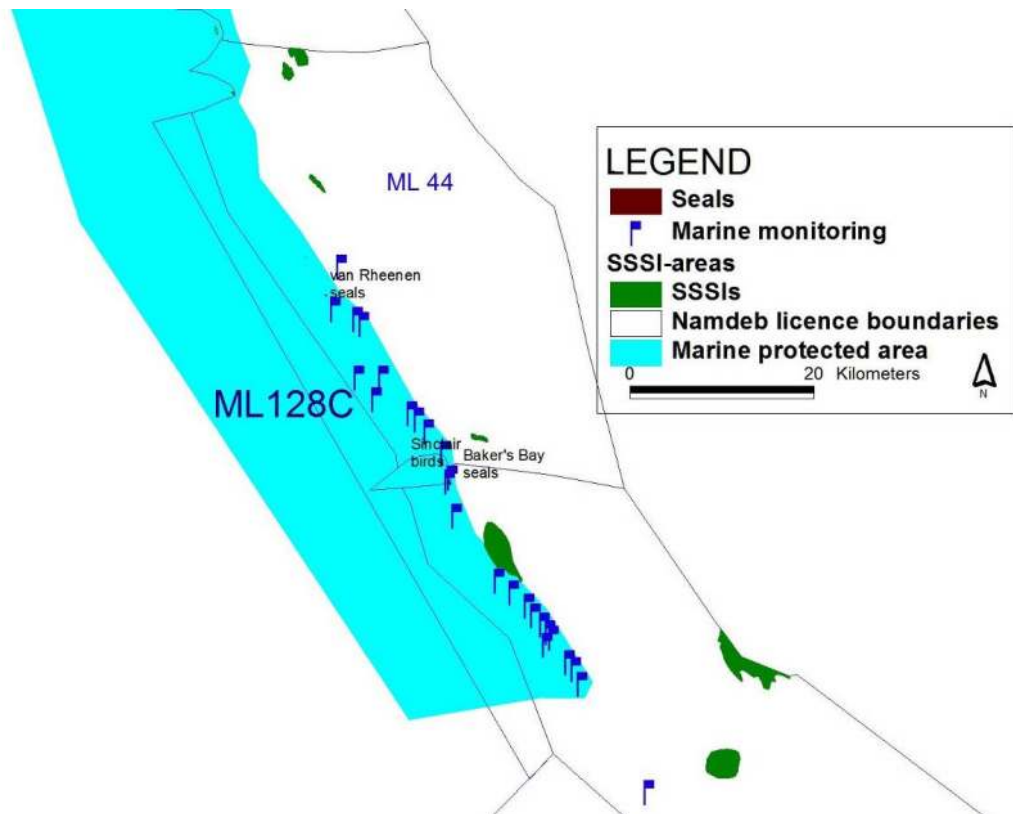 ML 44
van Rheenen
seals
ML128C
Sinclair
birds
Baker's Bay
seals
LEGEND
Seals
Marine monitoring
SSSI-areas
SSSIs
Namdeb licence boundaries
Marine protected area
0 20 Kilometers
N